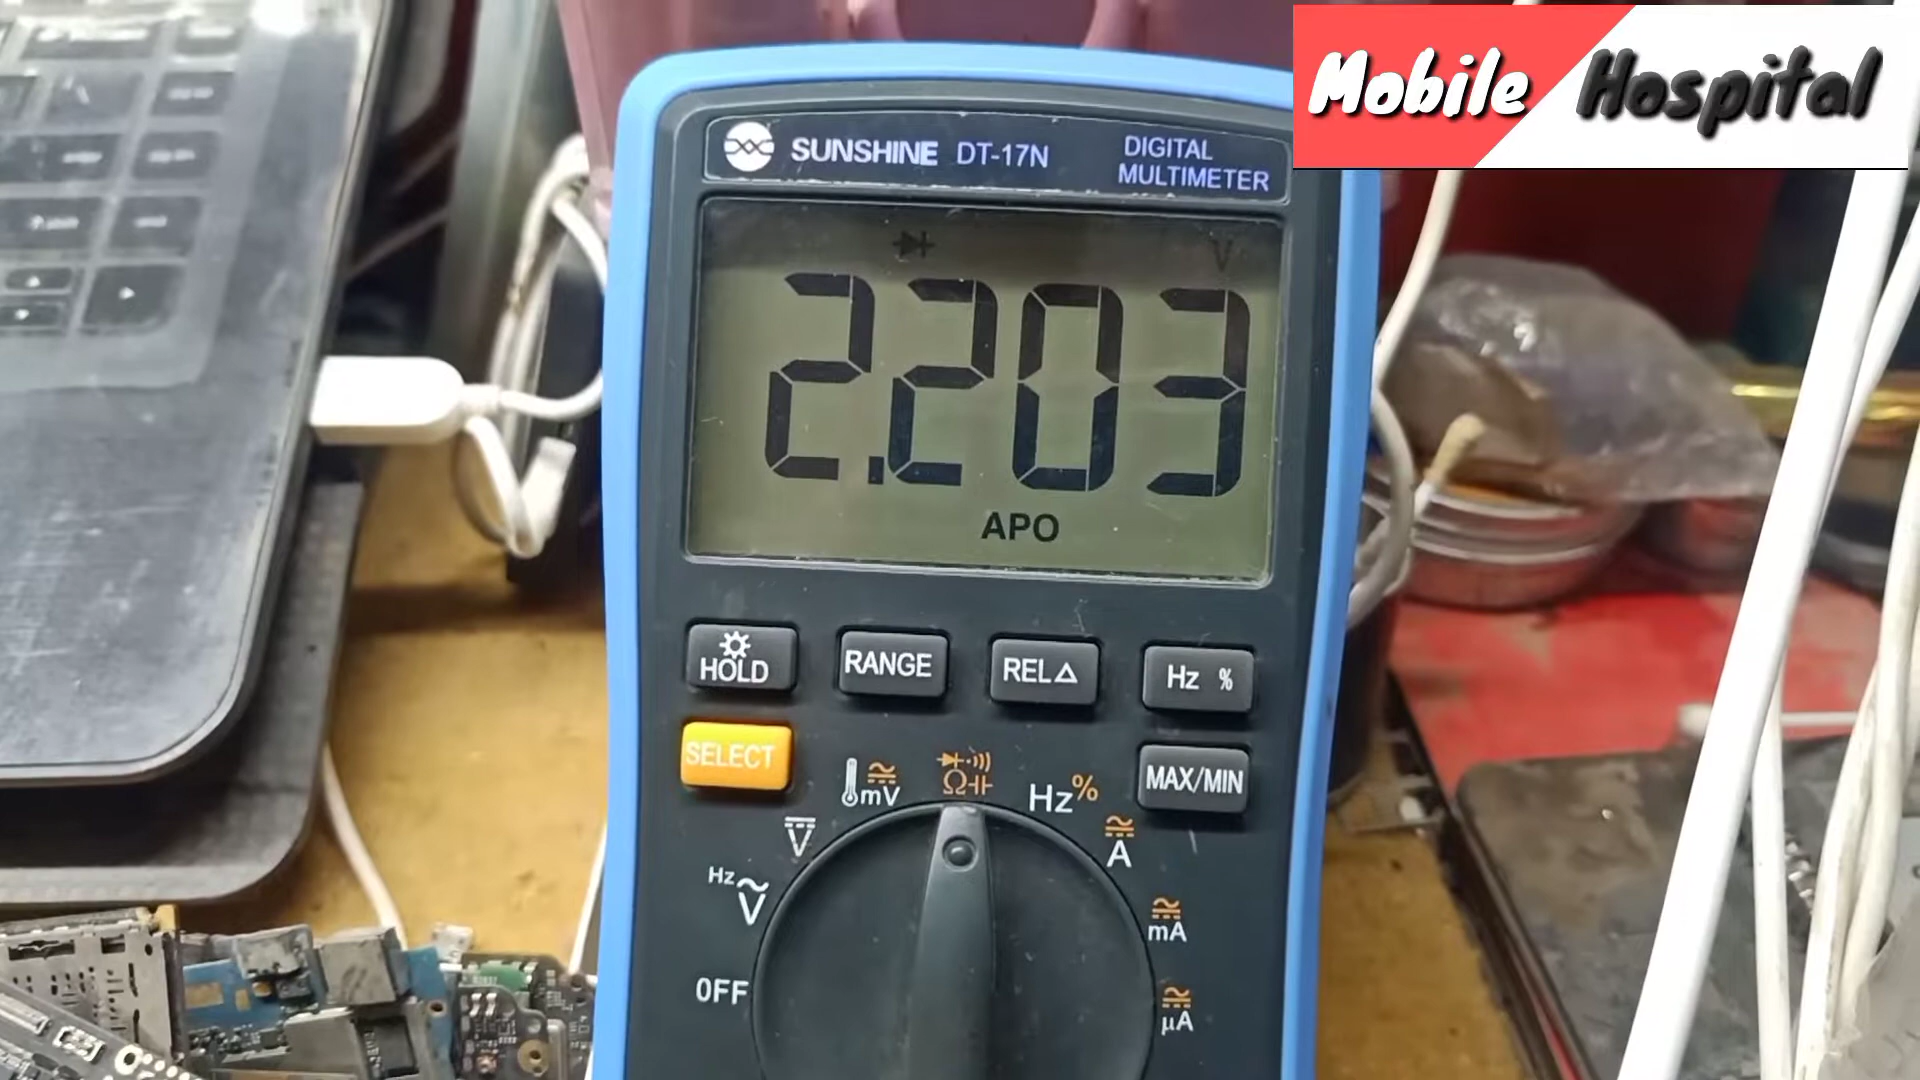 Mobile Hospital
SUNSHINE DT-17N DIGITAL MULTIMETER
V
2.203
APO
HOLD RANGE REL△ Hz %
SELECT
mV Ω Hz% MAX/MIN
V A
Hz V mA
OFF µA